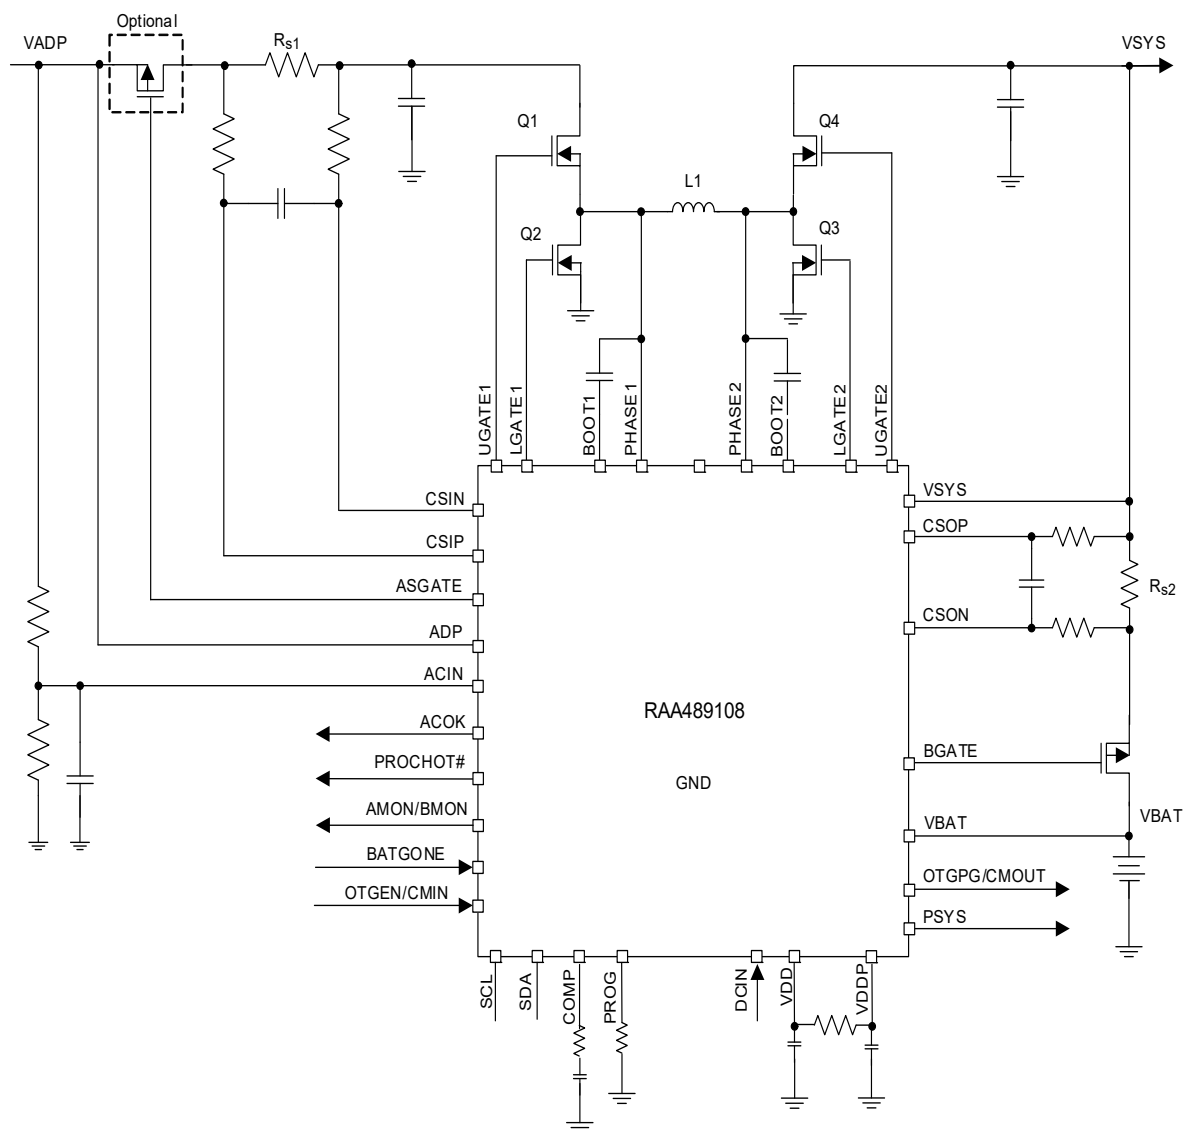 Optional
VADP
Rs1
VSYS
Q1
Q4
L1
Q2
Q3
UGATE1
LGATE1
BOOT1
PHASE1
PHASE2
BOOT2
LGATE2
UGATE2
CSIN
VSYS
CSIP
CSOP
ASGATE
Rs2
ADP
CSON
ACIN
RAA489108
ACOK
PROCHOT#
BGATE
GND
AMON/BMON
VBAT
VBAT
BATGONE
OTGPG/CMOUT
OTGEN/CMIN
PSYS
SCL
SDA
COMP
PROG
DCIN
VDD
VDDP